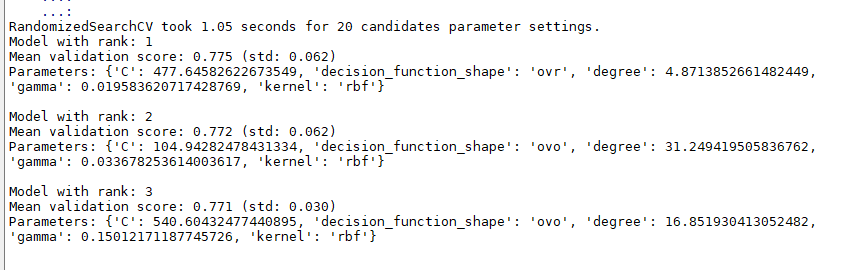 ...:
...:
RandomizedSearchCV took 1.05 seconds for 20 candidates parameter settings.
Model with rank: 1
Mean validation score: 0.775 (std: 0.062)
Parameters: {'C': 477.64582622673549, 'decision_function_shape': 'ovr', 'degree': 4.8713852661482449,
'gamma': 0.019583620717428769, 'kernel': 'rbf'}
Model with rank: 2
Mean validation score: 0.772 (std: 0.062)
Parameters: {'C': 104.94282478431334, 'decision_function_shape': 'ovo', 'degree': 31.249419505836762,
'gamma': 0.033678253614003617, 'kernel': 'rbf'}
Model with rank: 3
Mean validation score: 0.771 (std: 0.030)
Parameters: {'C': 540.60432477440895, 'decision_function_shape': 'ovo', 'degree': 16.851930413052482,
'gamma': 0.15012171187745726, 'kernel': 'rbf'}